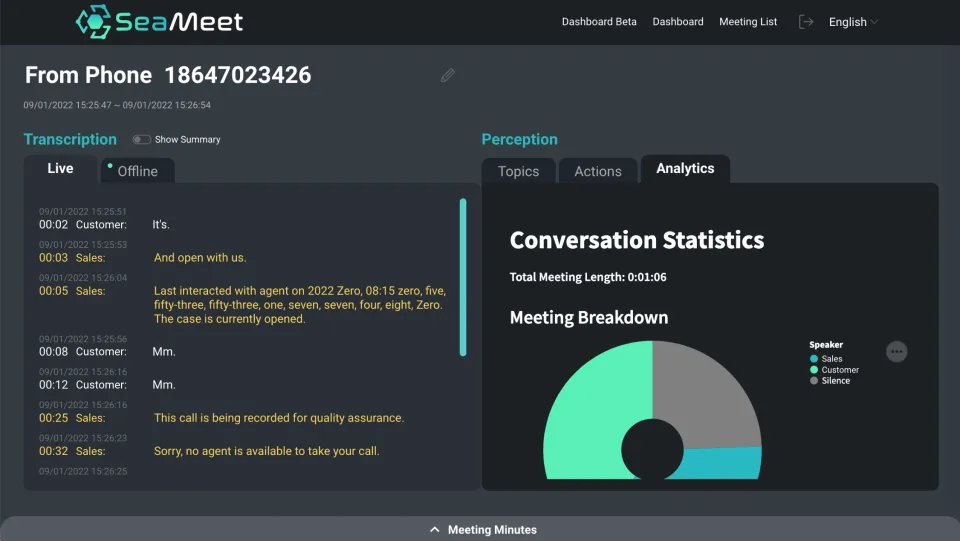 SeaMeet
Dashboard Beta
Dashboard
Meeting List
English
From Phone 18647023426
09/01/2022 15:25:47 ~ 09/01/2022 15:26:54
Transcription
Show Summary
Live
Offline
09/01/2022 15:25:51
00:02 Customer: It's.
09/01/2022 15:25:53
00:03 Sales: And open with us.
09/01/2022 15:26:04
00:05 Sales: Last interacted with agent on 2022 Zero, 08:15 zero, five,
fifty-three, fifty-three, one, seven, seven, four, eight, Zero.
The case is currently opened.
09/01/2022 15:25:56
00:08 Customer: Mm.
09/01/2022 15:26:16
00:12 Customer: Mm.
09/01/2022 15:26:16
00:25 Sales: This call is being recorded for quality assurance.
09/01/2022 15:26:23
00:32 Sales: Sorry, no agent is available to take your call.
09/01/2022 15:26:25
Perception
Topics
Actions
Analytics
Conversation Statistics
Total Meeting Length: 0:01:06
Meeting Breakdown
Speaker
Sales
Customer
Silence
Meeting Minutes